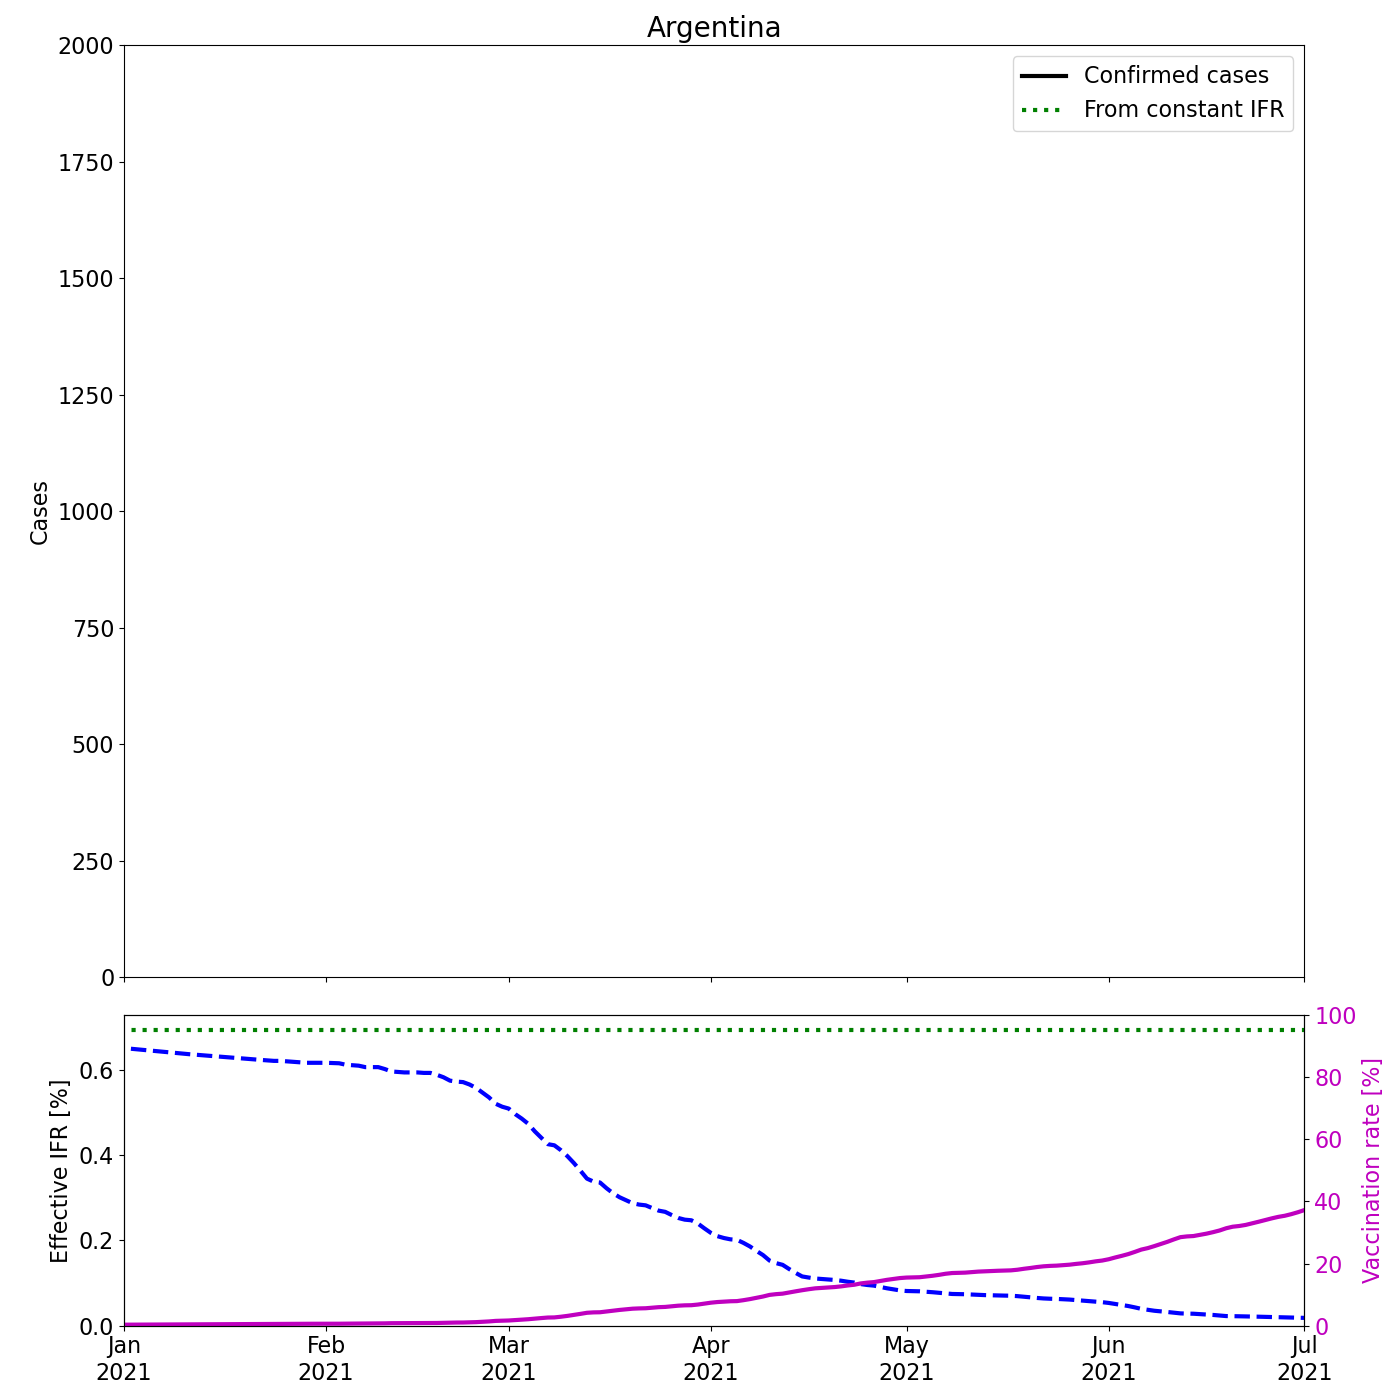 Argentina
2000
1750
1500
1250
1000
750
500
250
0
Cases
Confirmed cases
From constant IFR
0.6
0.4
0.2
0.0
Effective IFR [%]
100
80
60
40
20
0
Vaccination rate [%]
Jan Feb Mar Apr May Jun Jul
2021 2021 2021 2021 2021 2021 2021